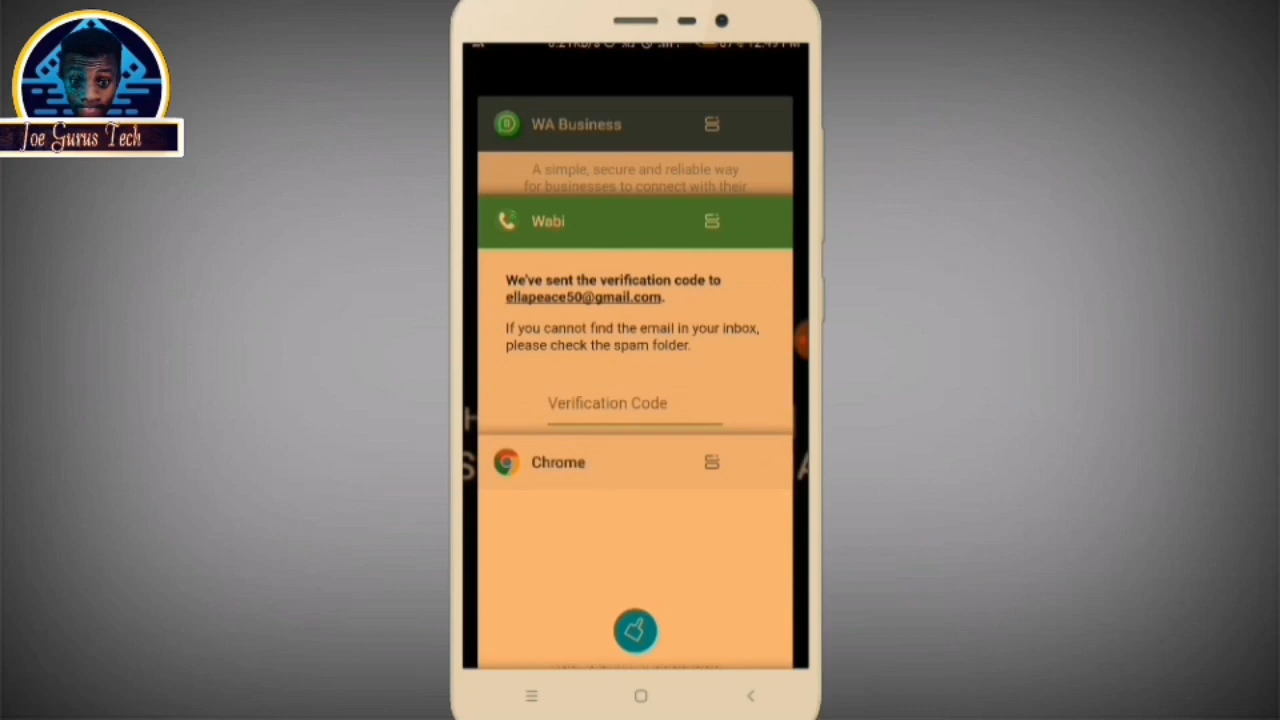 Joe Gurus Tech
WA Business
A simple, secure and reliable way
for businesses to connect with their
Wabi
We've sent the verification code to
ellapeace50@gmail.com.
If you cannot find the email in your inbox,
please check the spam folder.
Verification Code
Chrome